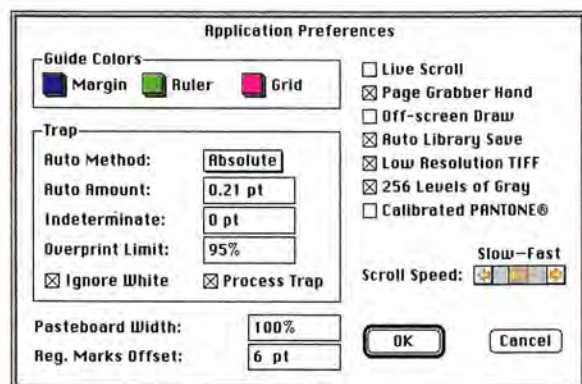 Application Preferences
Guide Colors
Margin Ruler Grid
Trap
Auto Method: Absolute
Auto Amount: 0.21 pt
Indeterminate: 0 pt
Overprint Limit: 95%
Ignore White Process Trap
Pasteboard Width: 100%
Reg. Marks Offset: 6 pt
Live Scroll
Page Grabber Hand
Off-screen Draw
Auto Library Save
Low Resolution TIFF
256 Levels of Gray
Calibrated PANTONE®
Slow-Fast
Scroll Speed:
OK Cancel